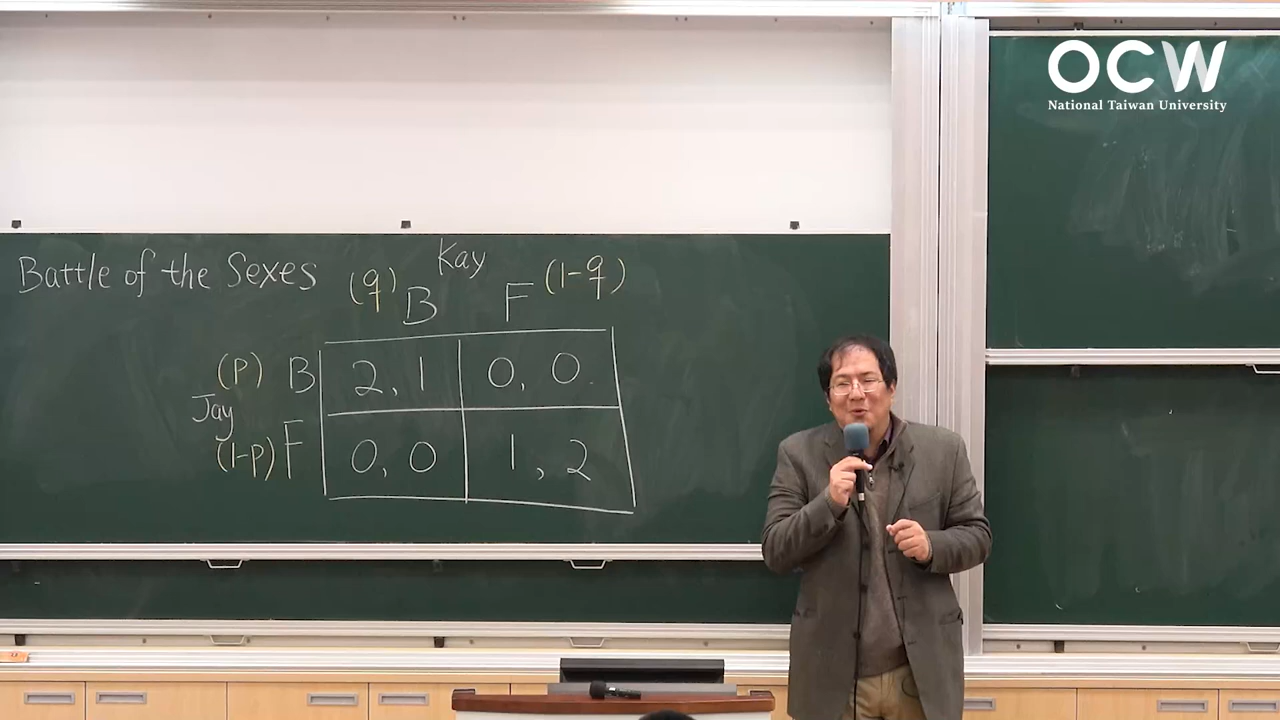 OCW
National Taiwan University
Battle of the Sexes
Kay
(q) B F (1-q)
(p) B 2, 1 0, 0.
Jay
(1-p) F 0, 0 1, 2